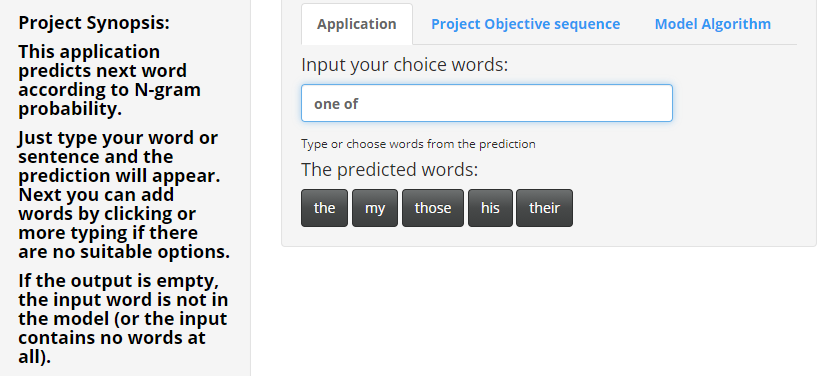 Project Synopsis:
This application
predicts next word
according to N-gram
probability.
Just type your word or
sentence and the
prediction will appear.
Next you can add
words by clicking or
more typing if there
are no suitable options.
If the output is empty,
the input word is not in
the model (or the input
contains no words at
all).
Application Project Objective sequence Model Algorithm
Input your choice words:
one of
Type or choose words from the prediction
The predicted words:
the my those his their